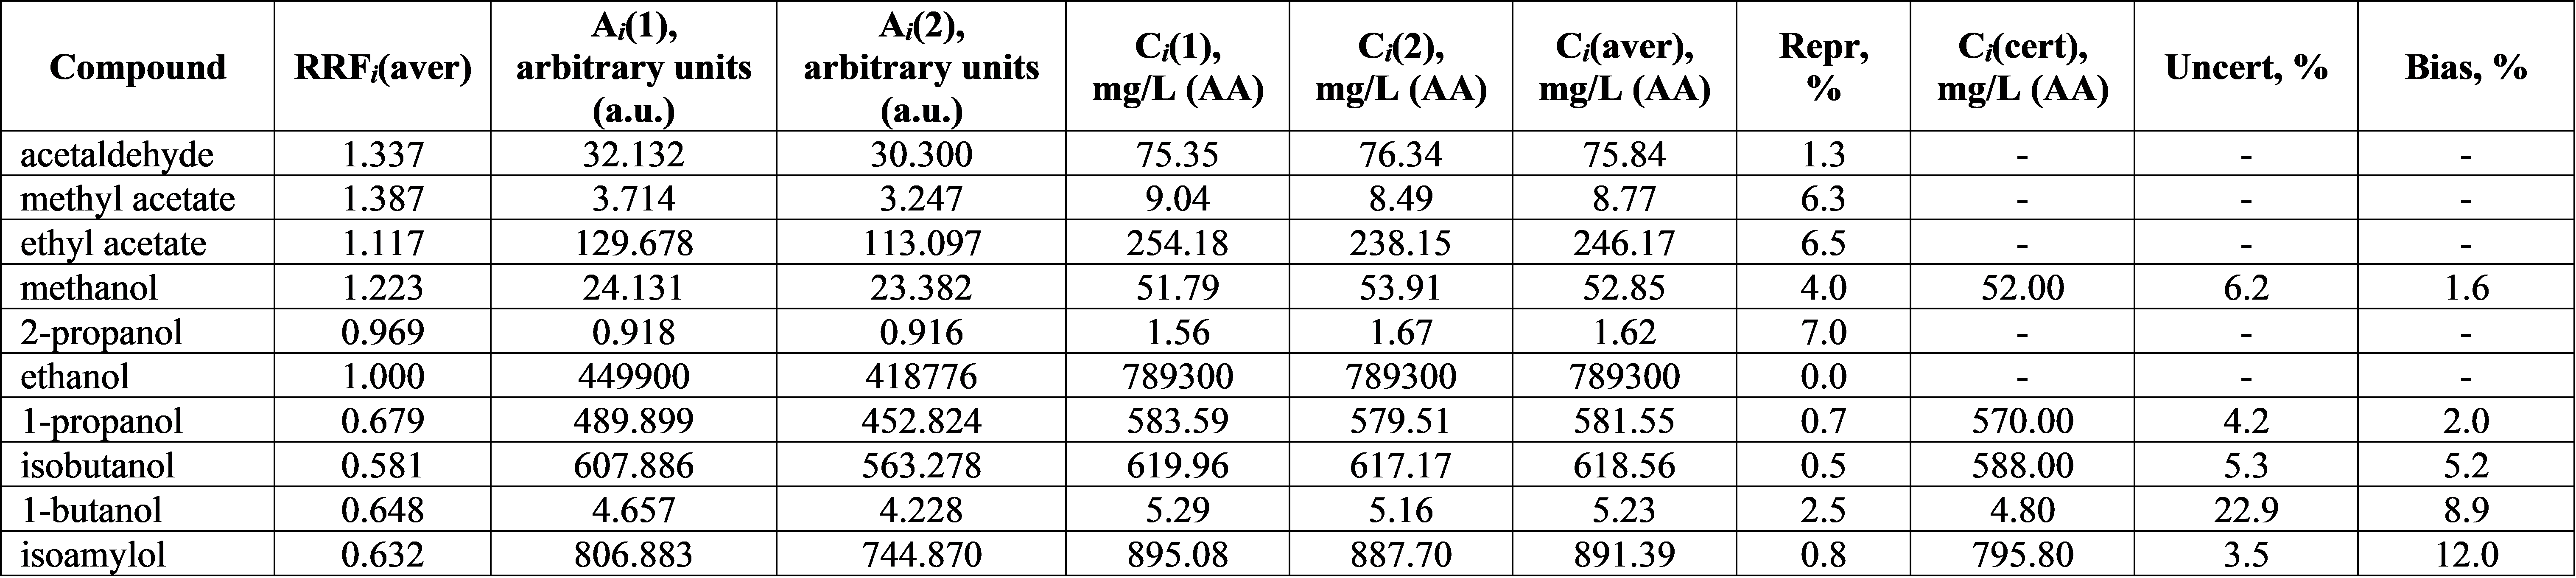 Compound RRFi(aver) Ai(1), arbitrary units (a.u.) Ai(2), arbitrary units (a.u.) Ci(1), mg/L (AA) Ci(2), mg/L (AA) Ci(aver), mg/L (AA) Repr, % Ci(cert), mg/L (AA) Uncert, % Bias, %
acetaldehyde 1.337 32.132 30.300 75.35 76.34 75.84 1.3 - - -
methyl acetate 1.387 3.714 3.247 9.04 8.49 8.77 6.3 - - -
ethyl acetate 1.117 129.678 113.097 254.18 238.15 246.17 6.5 - - -
methanol 1.223 24.131 23.382 51.79 53.91 52.85 4.0 52.00 6.2 1.6
2-propanol 0.969 0.918 0.916 1.56 1.67 1.62 7.0 - - -
ethanol 1.000 449900 418776 789300 789300 789300 0.0 - - -
1-propanol 0.679 489.899 452.824 583.59 579.51 581.55 0.7 570.00 4.2 2.0
isobutanol 0.581 607.886 563.278 619.96 617.17 618.56 0.5 588.00 5.3 5.2
1-butanol 0.648 4.657 4.228 5.29 5.16 5.23 2.5 4.80 22.9 8.9
isoamylol 0.632 806.883 744.870 895.08 887.70 891.39 0.8 795.80 3.5 12.0